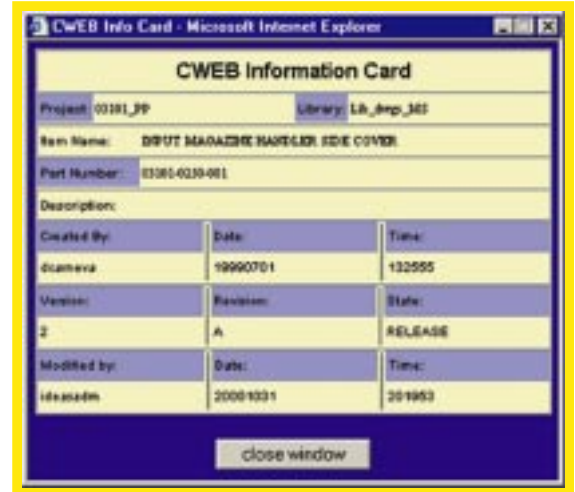 CWEB Info Card - Microsoft Internet Explorer
CWEB Information Card
Project: 03101_PP Library:
Item Name: INPUT MAGAZINE HANDLER SIDE COVER
Part Number: 03101-0230-001
Description:
Created By: Date: Time:
dcarneva 19990701 132555
Version: Revision: State:
2 A RELEASE
Modified by: Date: Time:
ideasadm 20001031 201953
close window